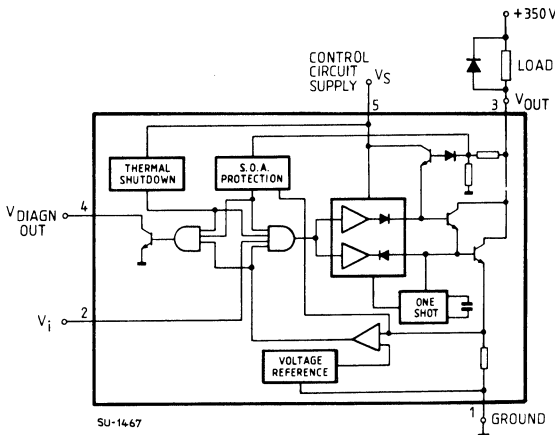 +350V
LOAD
CONTROL
CIRCUIT
SUPPLY
VS
5
3
VOUT
THERMAL
SHUTDOWN
S.O.A.
PROTECTION
4
VDIAGN
OUT
2
Vi
ONE
SHOT
VOLTAGE
REFERENCE
1
GROUND
SU-1467